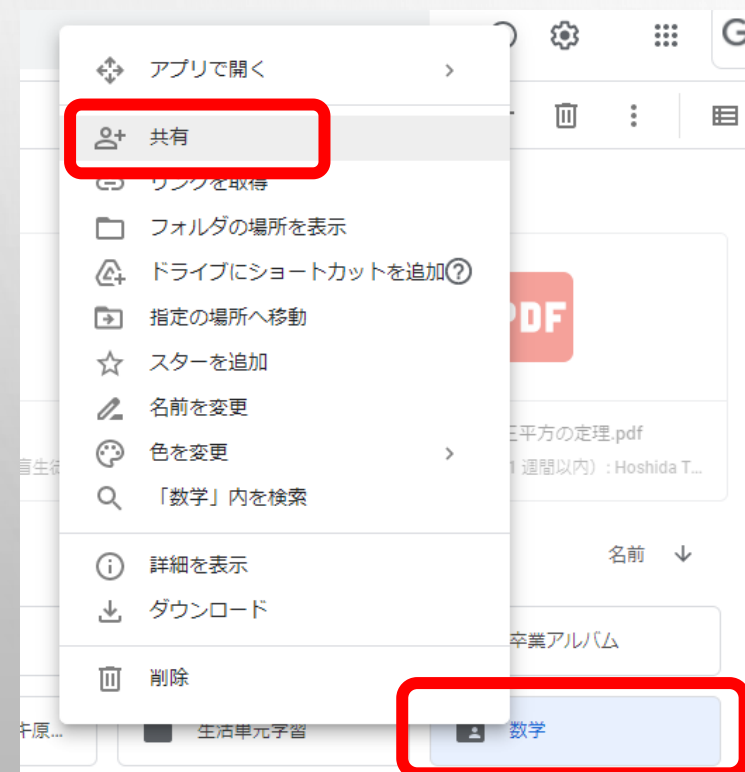 アプリで開く
共有
リンクを取得
フォルダの場所を表示
ドライブにショートカットを追加
指定の場所へ移動
PDF
スターを追加
名前を変更
三平方の定理.pdf
色を変更
1 週間以内）: Hoshida T...
「数学」内を検索
詳細を表示
名前
ダウンロード
卒業アルバム
削除
生活単元学習
数学